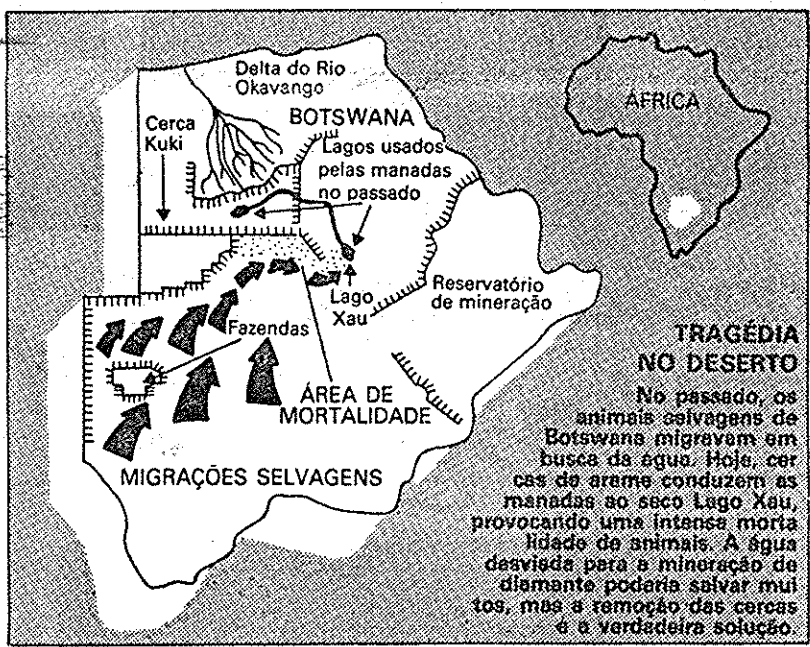 Delta do Rio
Okavango
BOTSWANA
Cerca
Kuki
Lagos usados
pelas manadas
no passado
ÁFRICA
Lago
Xau
Reservatório
de mineração
Fazendas
ÁREA DE
MORTALIDADE
MIGRAÇÕES SELVAGENS
TRAGÉDIA
NO DESERTO
No passado, os
animais selvagens de
Botswana migravam em
busca da água. Hoje, cer
cas de arame conduzem as
manadas ao seco Lago Xau,
provocando uma intensa morta
lidade de animais. A água
desviada para a mineração de
diamante poderia salvar mui
tos, mas a remoção das cercas
é a verdadeira solução.